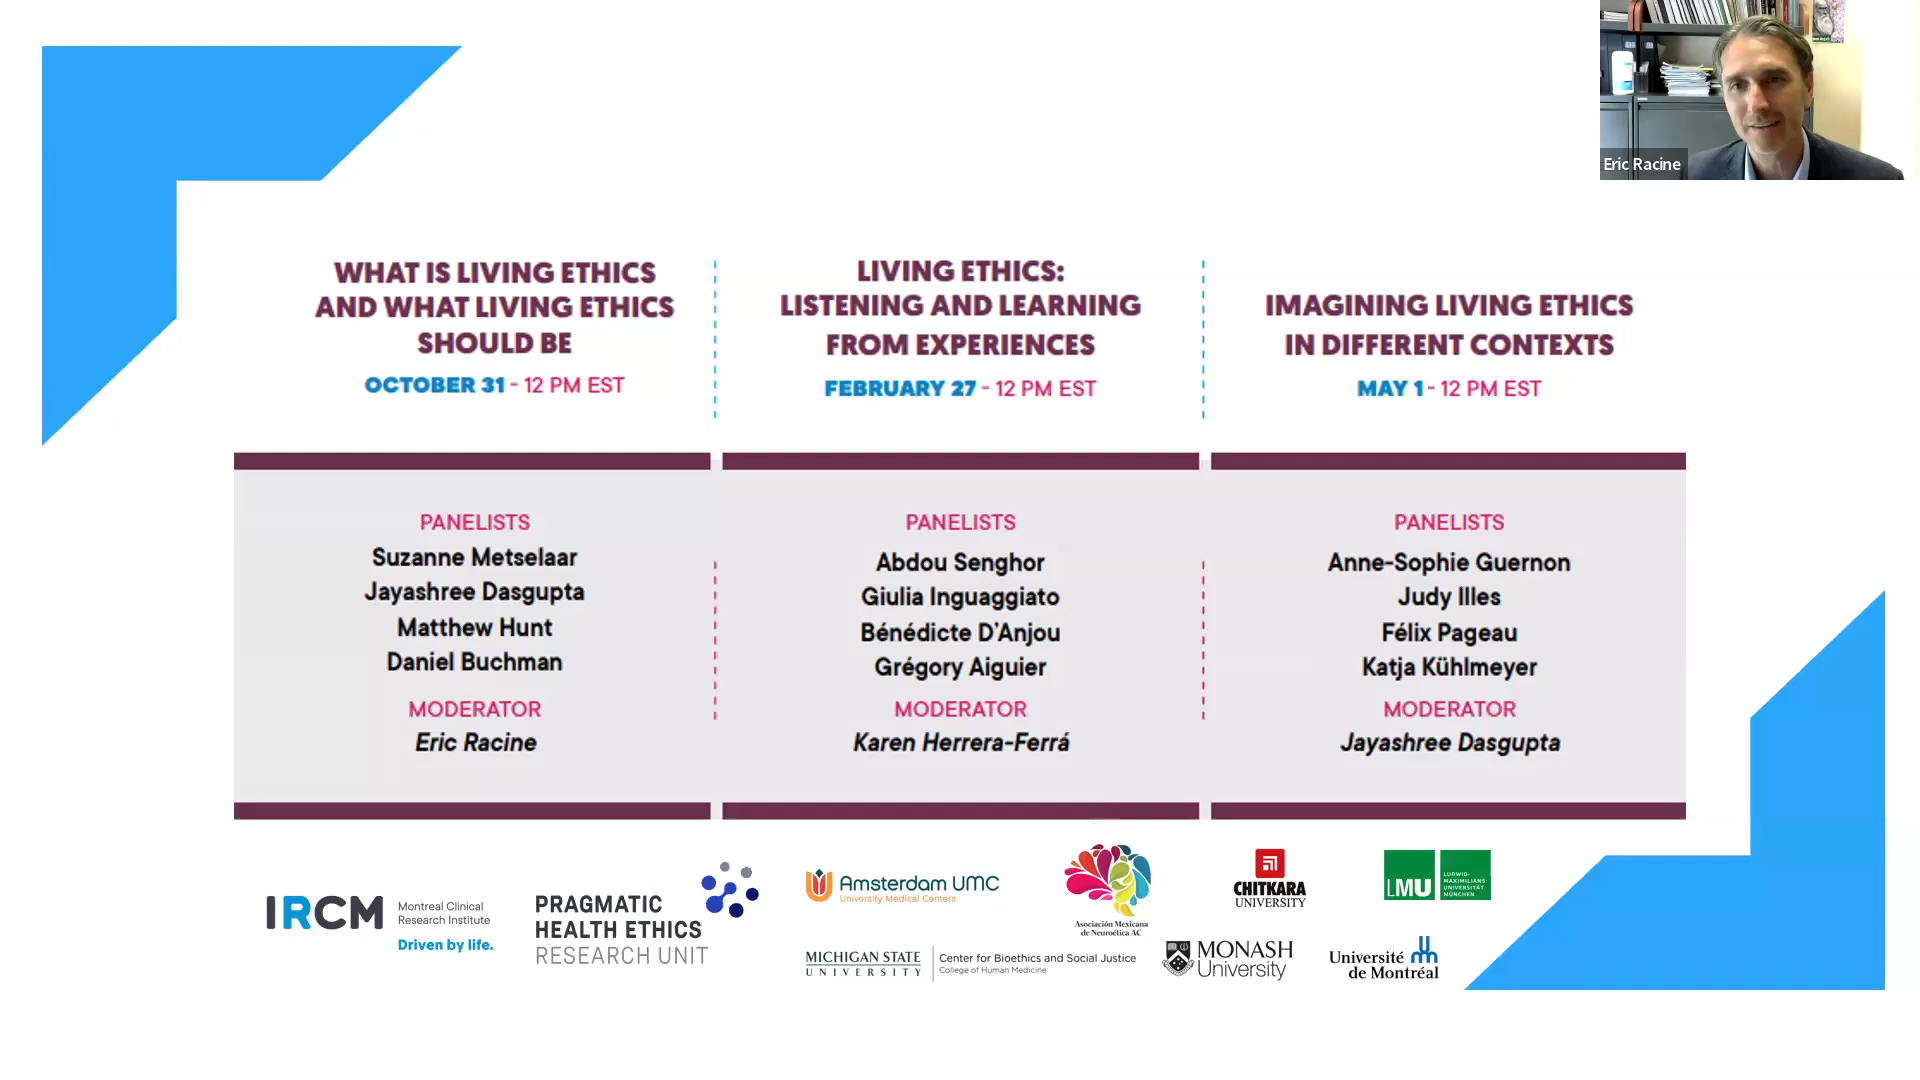 Eric Racine
WHAT IS LIVING ETHICS
AND WHAT LIVING ETHICS
SHOULD BE
OCTOBER 31 - 12 PM EST
LIVING ETHICS:
LISTENING AND LEARNING
FROM EXPERIENCES
FEBRUARY 27 - 12 PM EST
IMAGINING LIVING ETHICS
IN DIFFERENT CONTEXTS
MAY 1 - 12 PM EST
PANELISTS
Suzanne Metselaar
Jayashree Dasgupta
Matthew Hunt
Daniel Buchman
MODERATOR
Eric Racine
PANELISTS
Abdou Senghor
Giulia Inguaggiato
Bénédicte D'Anjou
Grégory Aiguier
MODERATOR
Karen Herrera-Ferrá
PANELISTS
Anne-Sophie Guernon
Judy Illes
Félix Pageau
Katja Kühlmeyer
MODERATOR
Jayashree Dasgupta
IRCM
Montreal Clinical
Research Institute
Driven by life.
PRAGMATIC
HEALTH ETHICS
RESEARCH UNIT
Amsterdam UMC
University Medical Centers
Asociación Mexicana
de Neuroética AC
CHITKARA
UNIVERSITY
LMU
LUDWIG-
MAXIMILIANS-
UNIVERSITÄT
MÜNCHEN
MICHIGAN STATE
UNIVERSITY
Center for Bioethics and Social Justice
College of Human Medicine
MONASH
University
Université
de Montréal